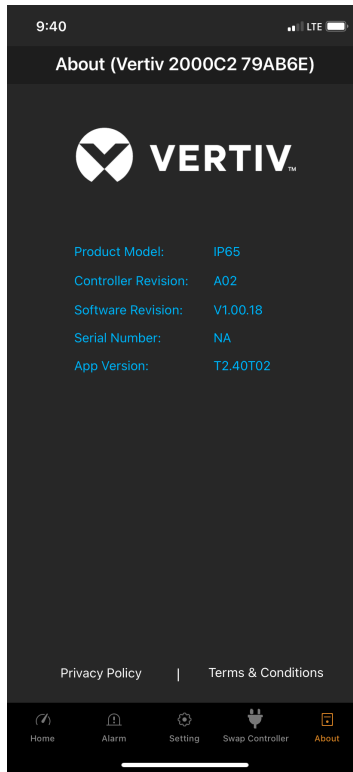 9:40 LTE
About (Vertiv 2000C2 79AB6E)
VERTIV™
Product Model: IP65
Controller Revision: A02
Software Revision: V1.00.18
Serial Number: NA
App Version: T2.40T02
Privacy Policy | Terms & Conditions
Home Alarm Setting Swap Controller About